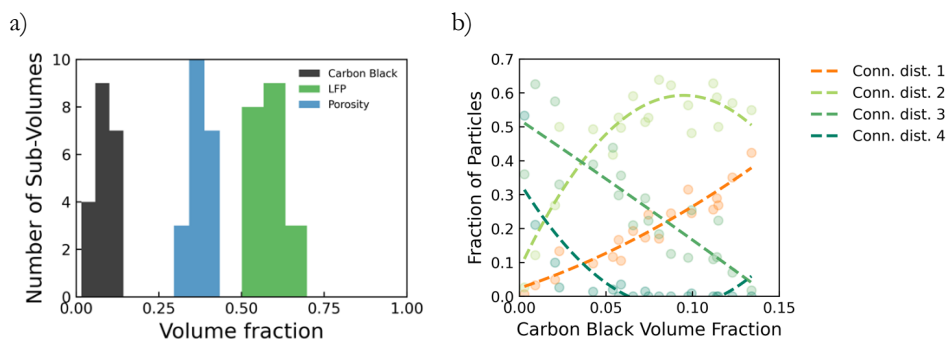 a)
b)
Number of Sub-Volumes
10
8
6
4
2
0
Carbon Black
LFP
Porosity
0.00
0.25
0.50
0.75
1.00
Volume fraction
Fraction of Particles
0.7
0.6
0.5
0.4
0.3
0.2
0.1
0.0
0.00
0.05
0.10
0.15
Carbon Black Volume Fraction
Conn. dist. 1
Conn. dist. 2
Conn. dist. 3
Conn. dist. 4